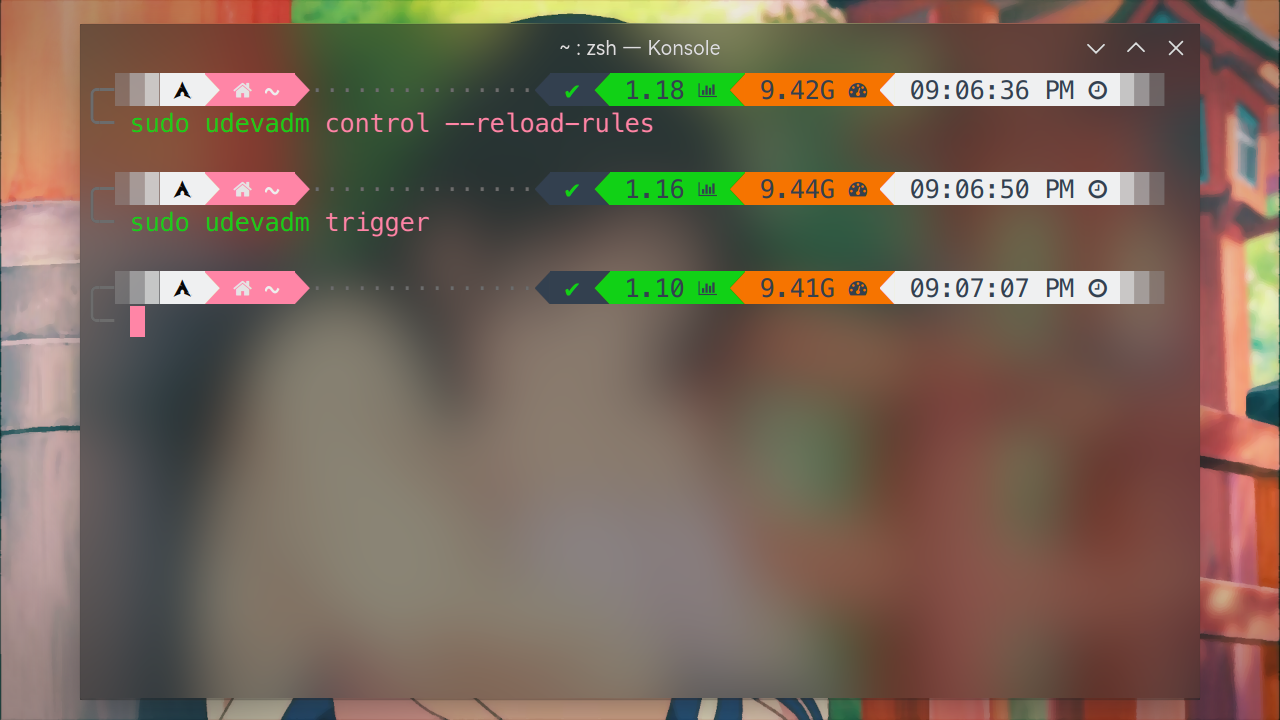 ~ : zsh — Konsole
~ ✔ 1.18 9.42G 09:06:36 PM
sudo udevadm control --reload-rules
~ ✔ 1.16 9.44G 09:06:50 PM
sudo udevadm trigger
~ ✔ 1.10 9.41G 09:07:07 PM